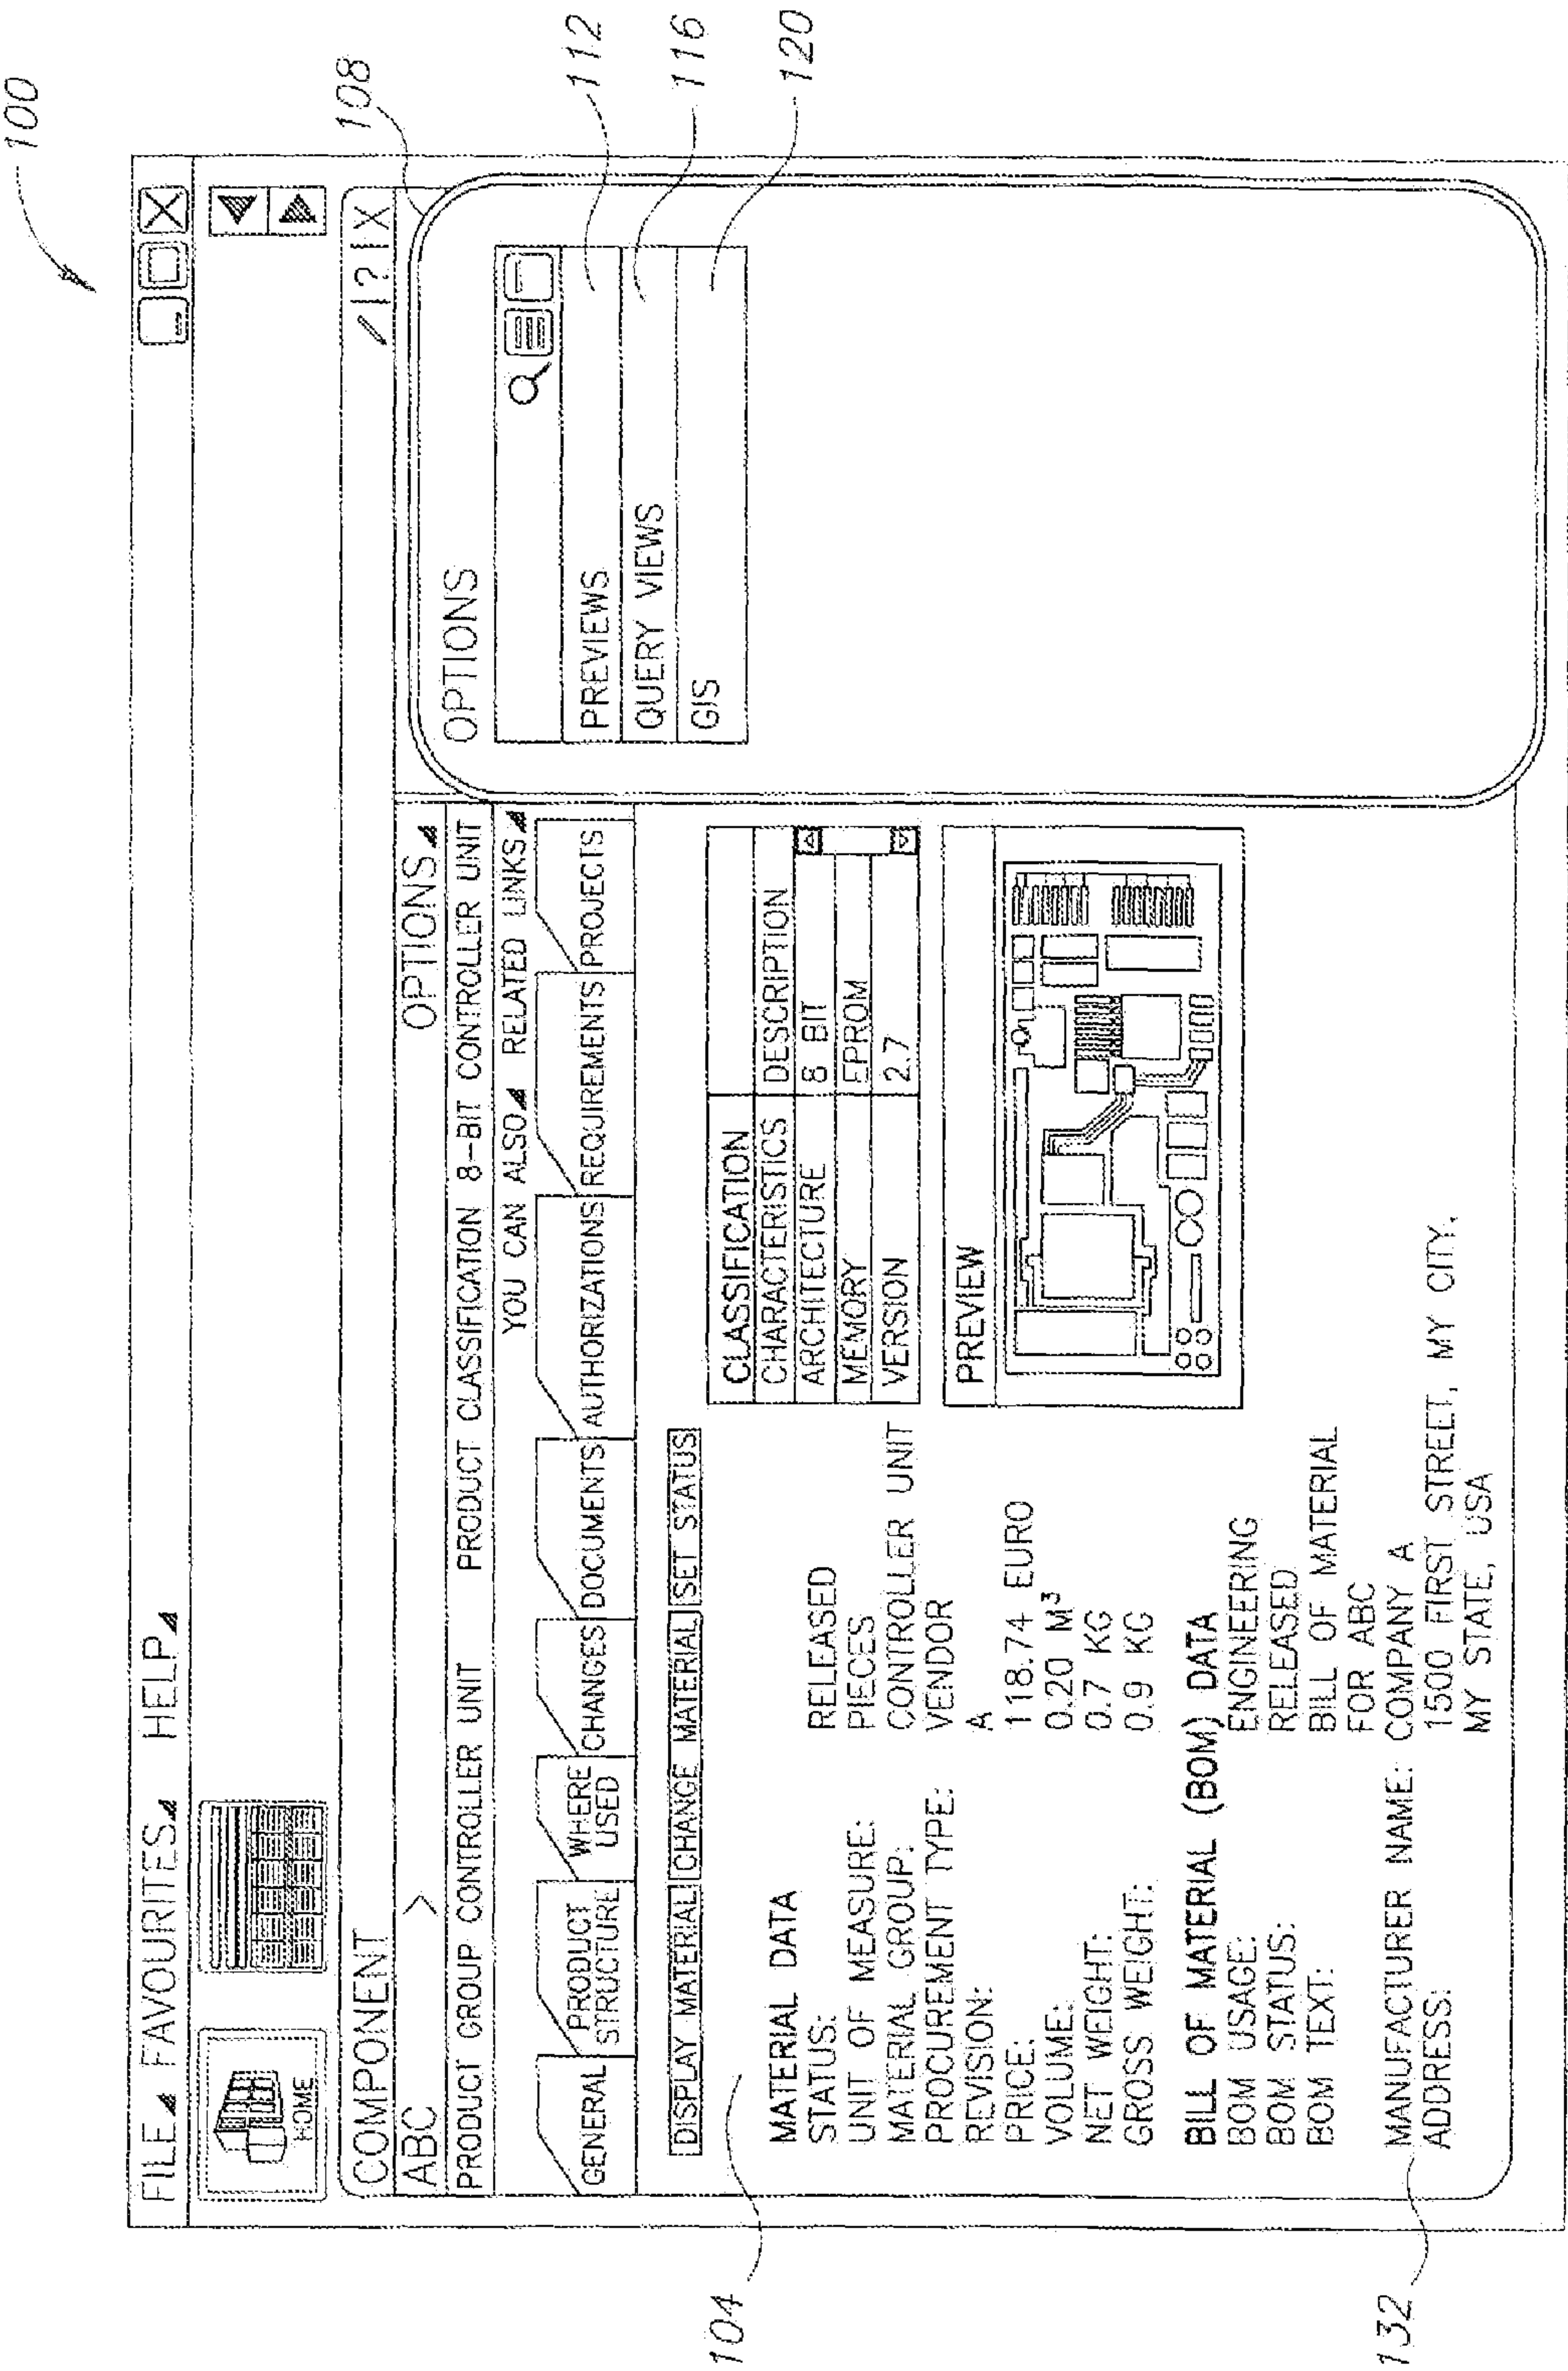 100
FILE FAVOURITES HELP
HOME
COMPONENT / | ? | X
108
ABC > OPTIONS
PRODUCT GROUP CONTROLLER UNIT PRODUCT CLASSIFICATION 8-BIT CONTROLLER UNIT
YOU CAN ALSO RELATED LINKS
GENERAL
PRODUCT STRUCTURE
WHERE USED
CHANGES
DOCUMENTS
AUTHORIZATIONS
REQUIREMENTS
PROJECTS
OPTIONS
PREVIEWS
112
QUERY VIEWS
116
GIS
120
DISPLAY MATERIAL CHANGE MATERIAL SET STATUS
104
MATERIAL DATA
STATUS: RELEASED
UNIT OF MEASURE: PIECES
MATERIAL GROUP: CONTROLLER UNIT
PROCUREMENT TYPE: VENDOR
REVISION: A
PRICE: 118.74 EURO
VOLUME: 0.20 M³
NET WEIGHT: 0.7 KG
GROSS WEIGHT: 0.9 KG
BILL OF MATERIAL (BOM) DATA
BOM USAGE: ENGINEERING
BOM STATUS: RELEASED
BOM TEXT: BILL OF MATERIAL
FOR ABC
MANUFACTURER NAME: COMPANY A
132
ADDRESS: 1500 FIRST STREET, MY CITY,
MY STATE, USA
CLASSIFICATION
CHARACTERISTICS DESCRIPTION
ARCHITECTURE 8 BIT
MEMORY EPROM
VERSION 2.7
PREVIEW